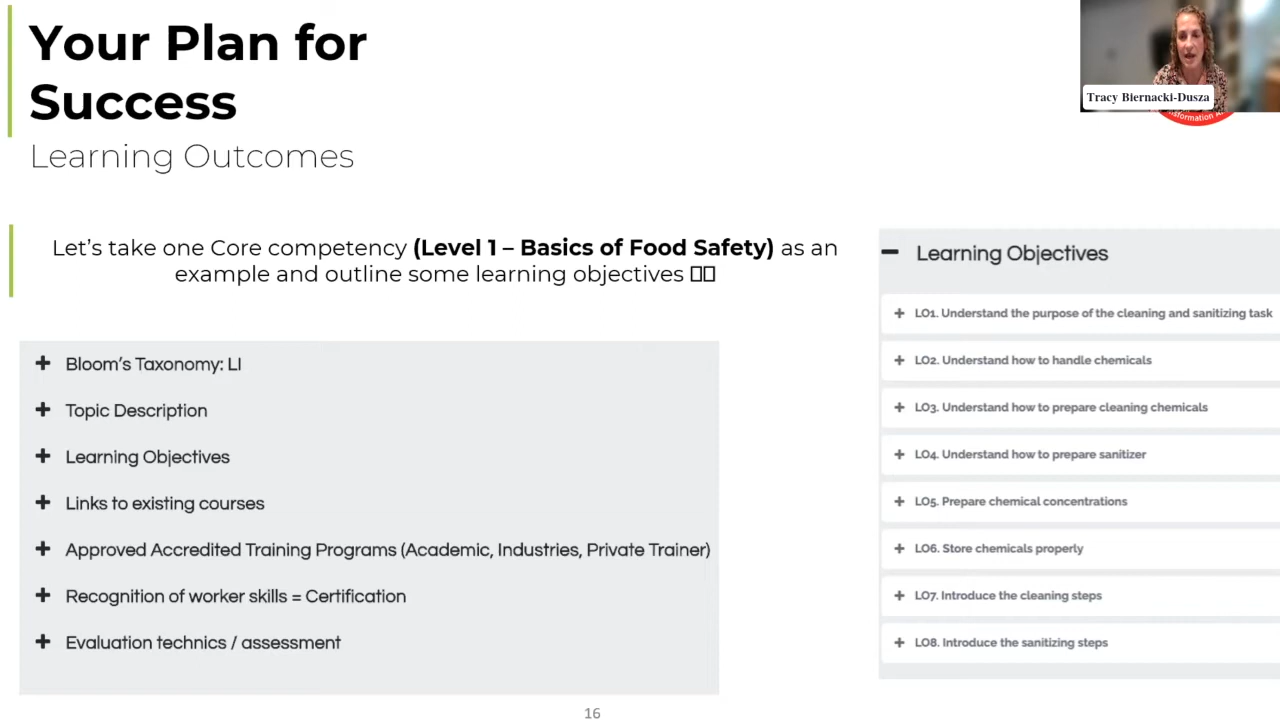 Your Plan for
Success
Learning Outcomes
Tracy Biernacki-Dusza
Let's take one Core competency (Level 1 – Basics of Food Safety) as an
example and outline some learning objectives
+ Bloom's Taxonomy: LI
+ Topic Description
+ Learning Objectives
+ Links to existing courses
+ Approved Accredited Training Programs (Academic, Industries, Private Trainer)
+ Recognition of worker skills = Certification
+ Evaluation technics / assessment
– Learning Objectives
+ LO1. Understand the purpose of the cleaning and sanitizing task
+ LO2. Understand how to handle chemicals
+ LO3. Understand how to prepare cleaning chemicals
+ LO4. Understand how to prepare sanitizer
+ LO5. Prepare chemical concentrations
+ LO6. Store chemicals properly
+ LO7. Introduce the cleaning steps
+ LO8. Introduce the sanitizing steps
16